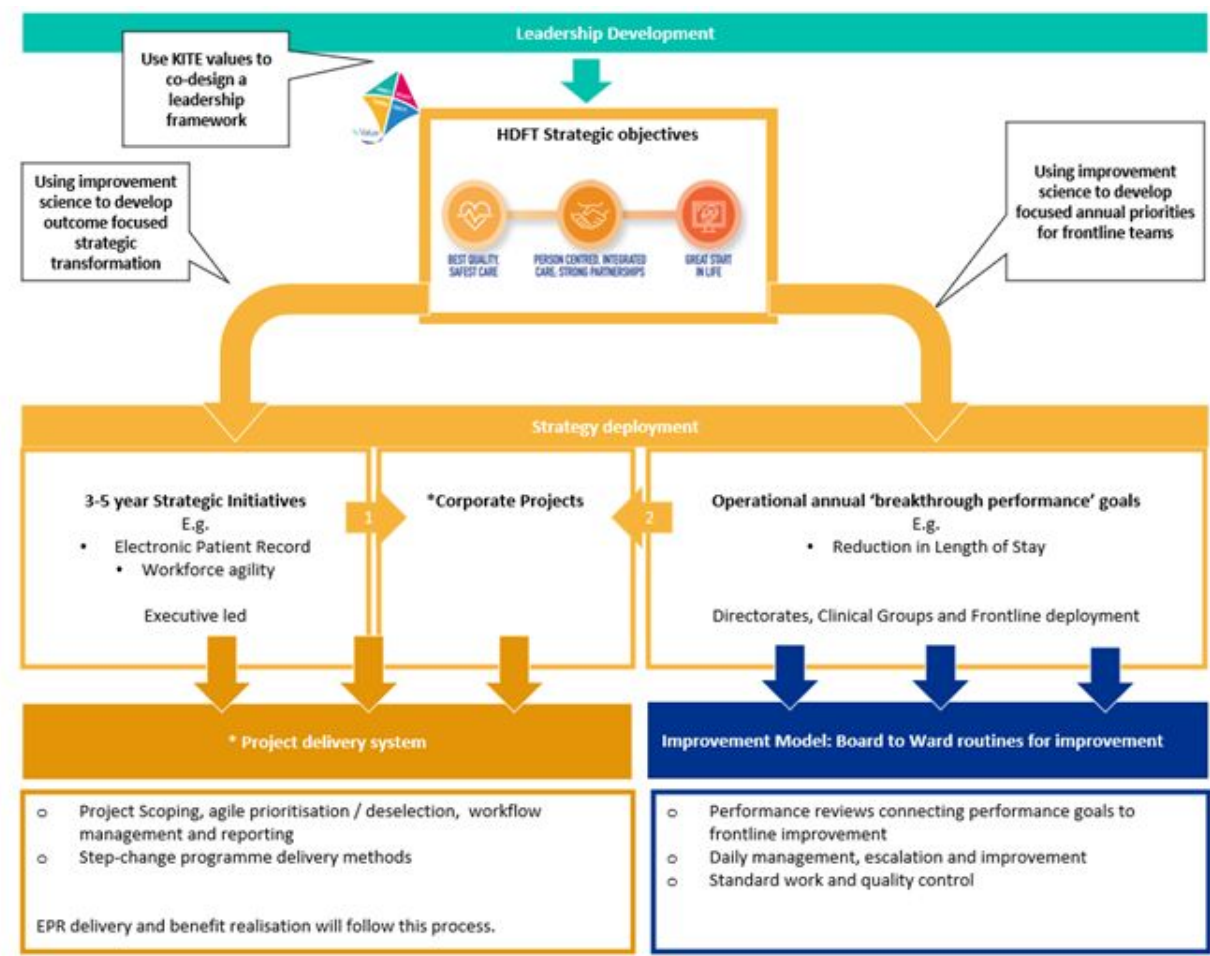 Leadership Development
Use KITE values to
co-design a
leadership
framework
HDFT Strategic objectives
BEST QUALITY,
SAFEST CARE
PERSON CENTRED, INTEGRATED
CARE; STRONG PARTNERSHIPS
GREAT START
IN LIFE
Using improvement
science to develop
outcome focused
strategic
transformation
Using improvement
science to develop
focused annual priorities
for frontline teams
Strategy deployment
3-5 year Strategic Initiatives
E.g.
• Electronic Patient Record
• Workforce agility
Executive led
1
*Corporate Projects
2
Operational annual ‘breakthrough performance’ goals
E.g.
• Reduction in Length of Stay
Directorates, Clinical Groups and Frontline deployment
* Project delivery system
Improvement Model: Board to Ward routines for improvement
o Project Scoping, agile prioritisation / deselection, workflow
management and reporting
o Step-change programme delivery methods
EPR delivery and benefit realisation will follow this process.
o Performance reviews connecting performance goals to
frontline improvement
o Daily management, escalation and improvement
o Standard work and quality control